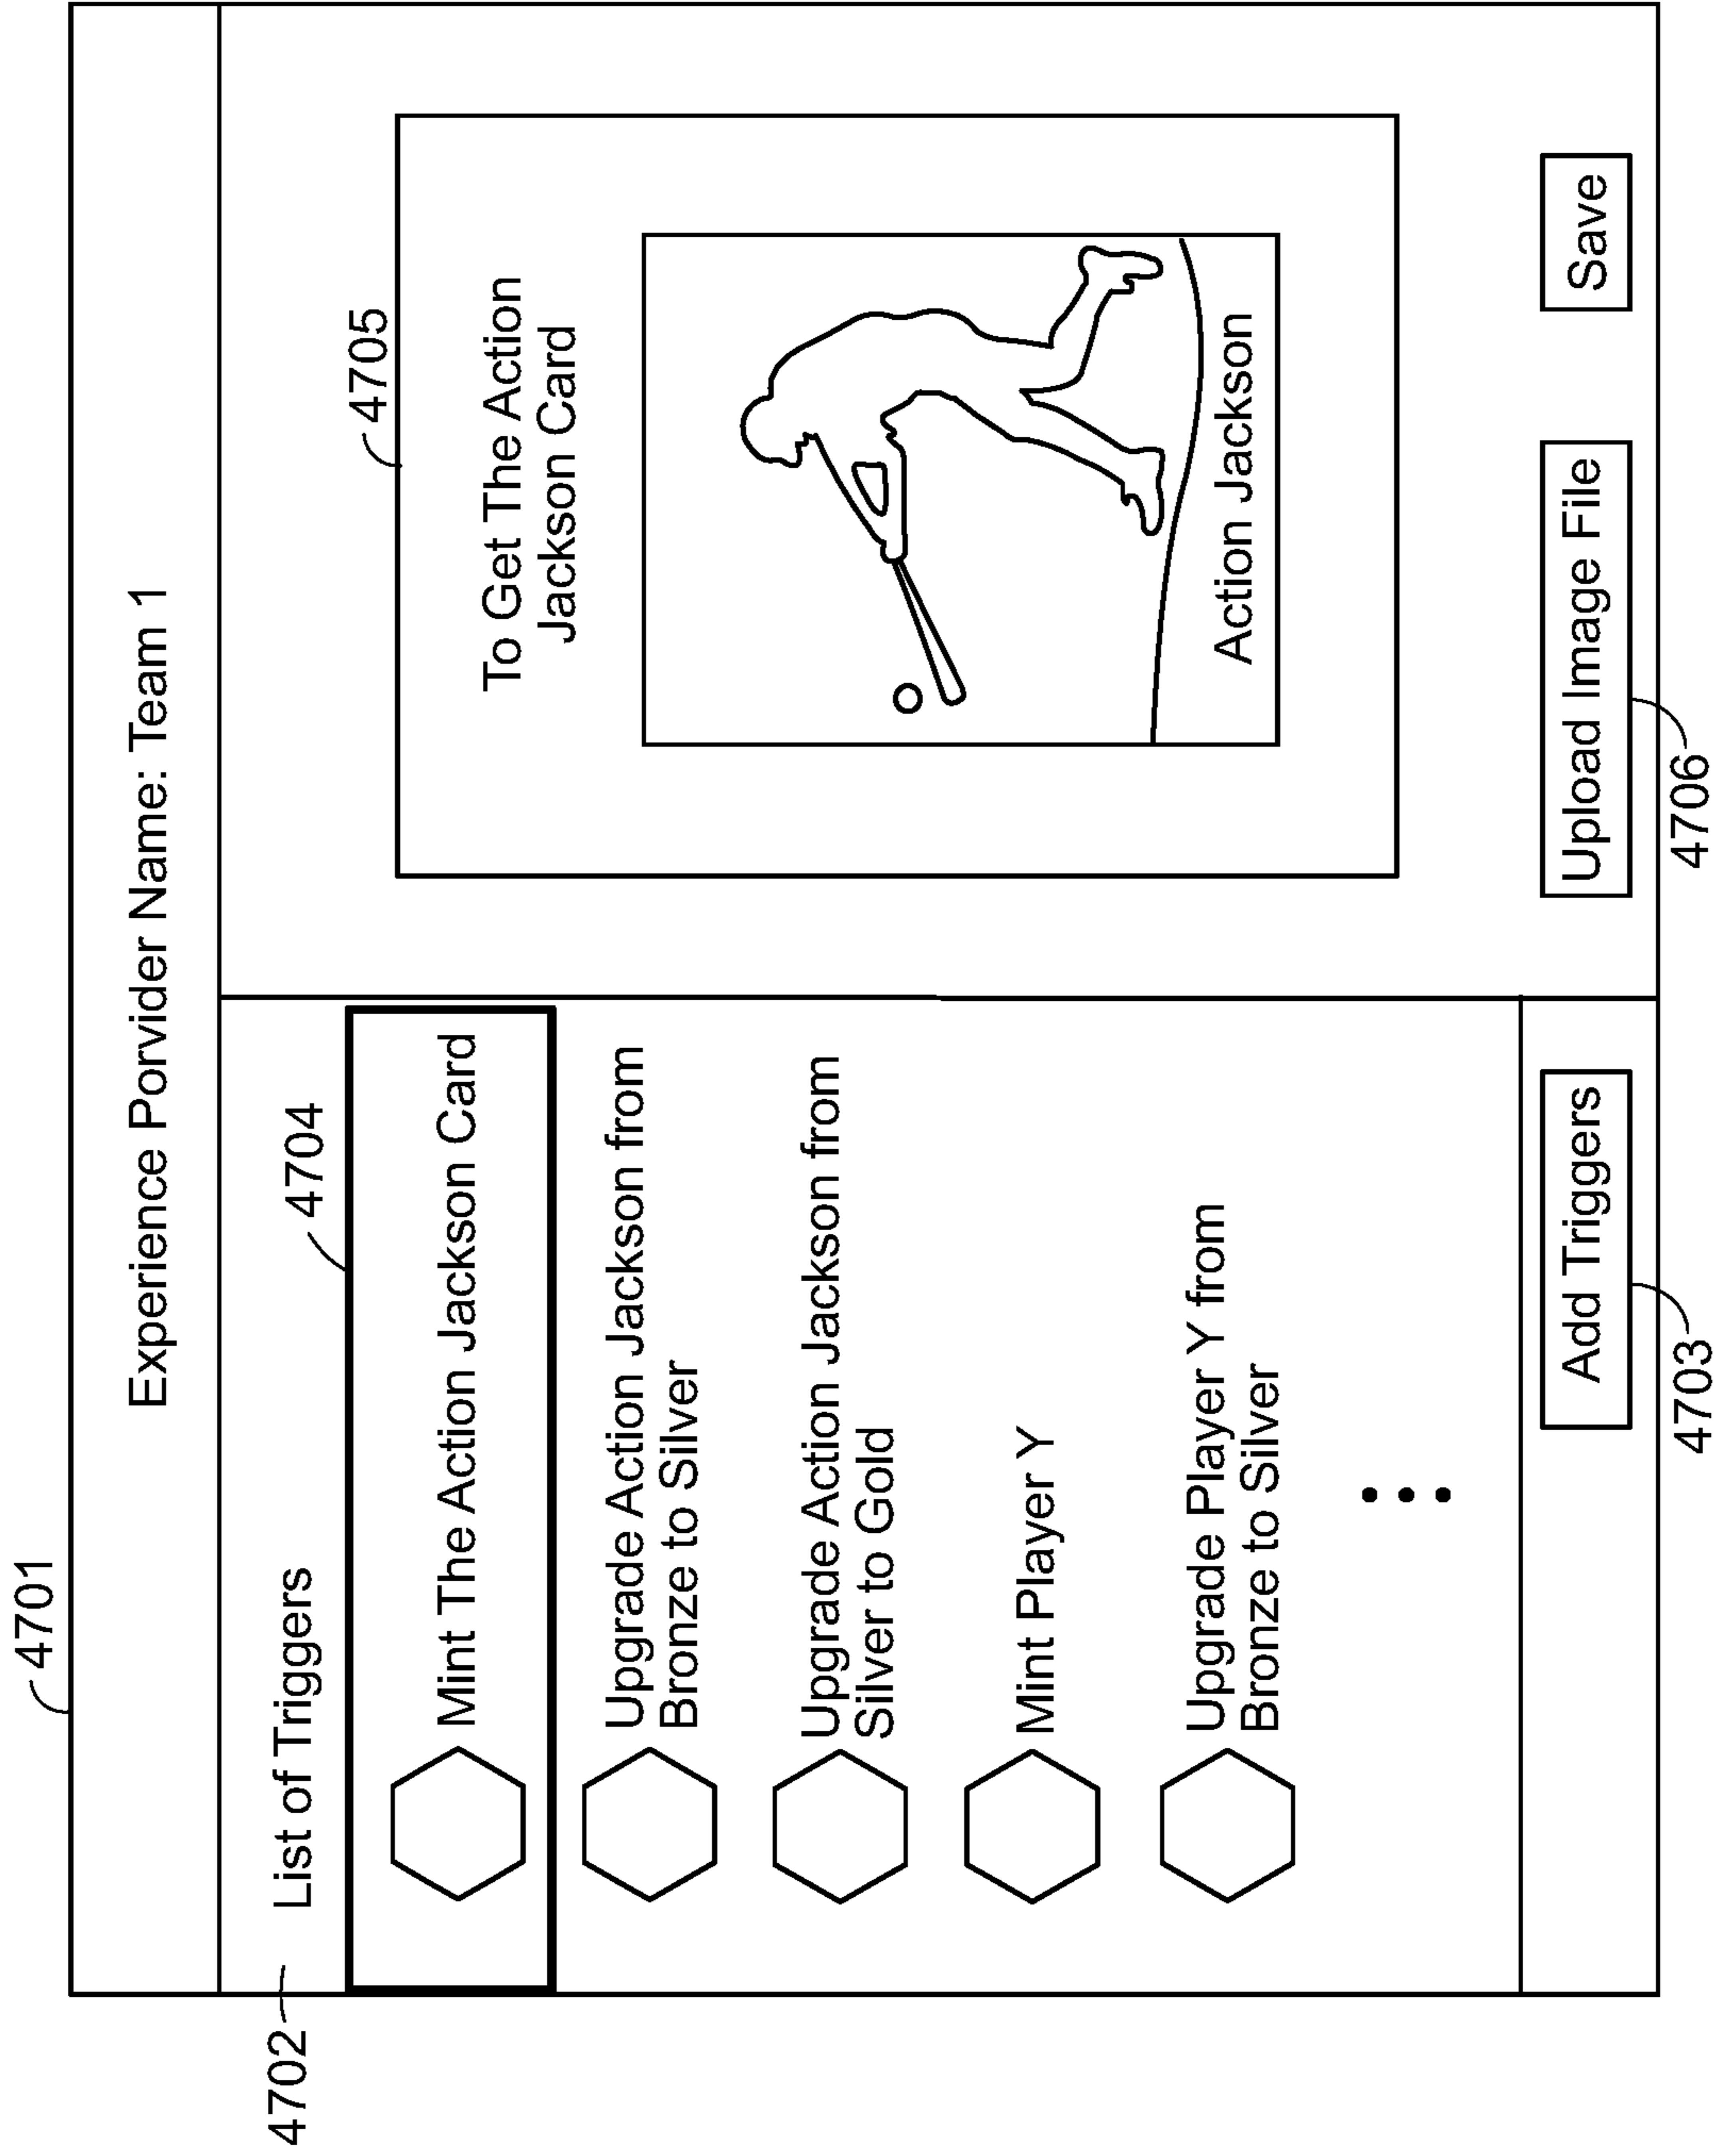 4701
Experience Porvider Name: Team 1
4702
List of Triggers
4704
Mint The Action Jackson Card
Upgrade Action Jackson from
Bronze to Silver
Upgrade Action Jackson from
Silver to Gold
Mint Player Y
Upgrade Player Y from
Bronze to Silver
Add Triggers
4703
4705
To Get The Action
Jackson Card
Action Jackson
Upload Image File
4706
Save